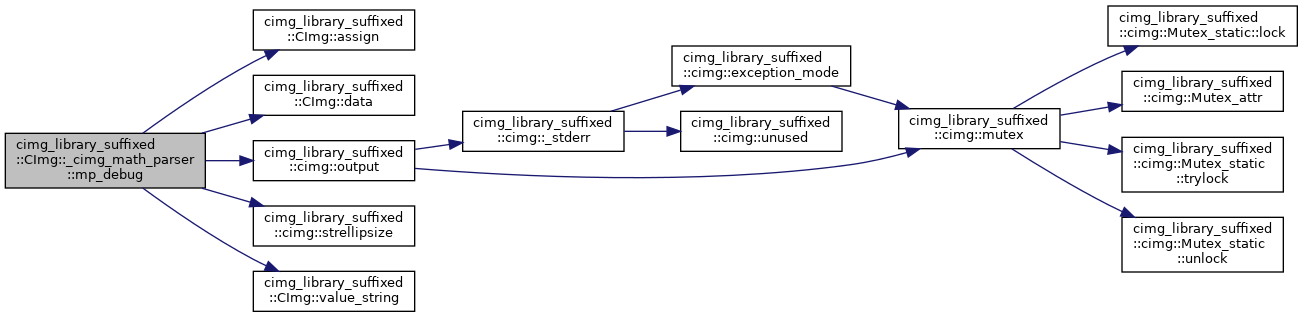 cimg_library_suffixed
::CImg::_cimg_math_parser
::mp_debug
cimg_library_suffixed
::CImg::assign
cimg_library_suffixed
::CImg::data
cimg_library_suffixed
::cimg::output
cimg_library_suffixed
::cimg::strellipsize
cimg_library_suffixed
::CImg::value_string
cimg_library_suffixed
::cimg::_stderr
cimg_library_suffixed
::cimg::exception_mode
cimg_library_suffixed
::cimg::unused
cimg_library_suffixed
::cimg::mutex
cimg_library_suffixed
::cimg::Mutex_static::lock
cimg_library_suffixed
::cimg::Mutex_attr
cimg_library_suffixed
::cimg::Mutex_static
::trylock
cimg_library_suffixed
::cimg::Mutex_static
::unlock